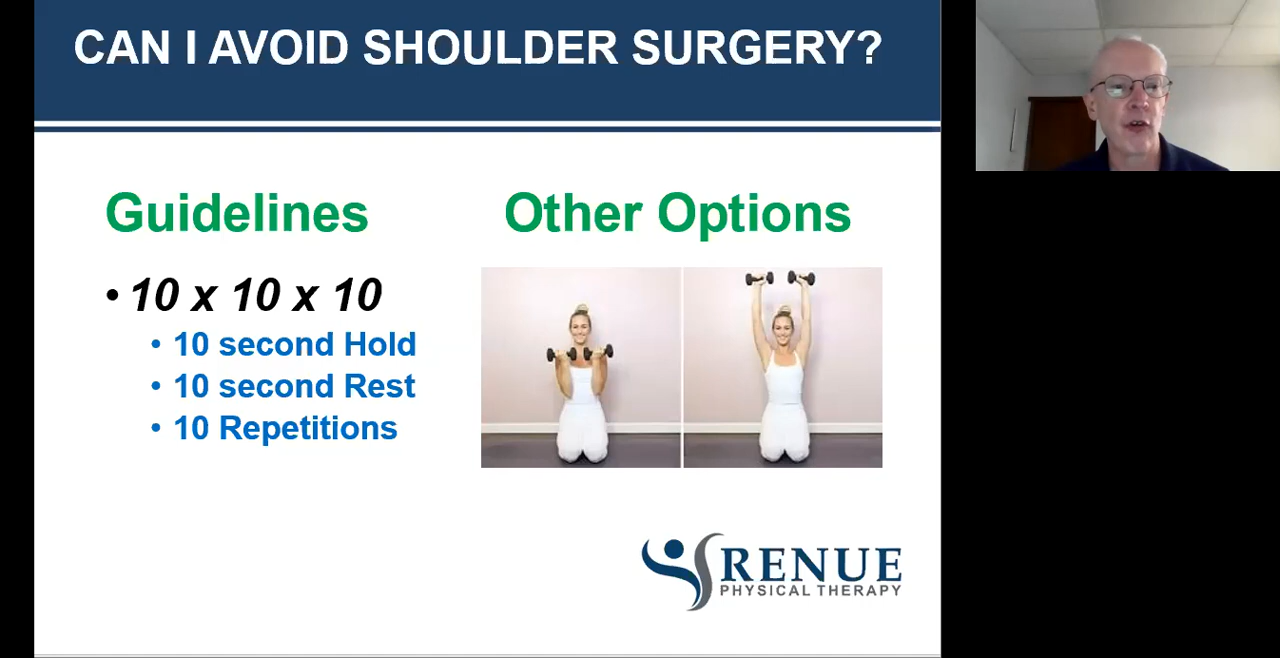 CAN I AVOID SHOULDER SURGERY?
Guidelines
• 10 x 10 x 10
• 10 second Hold
• 10 second Rest
• 10 Repetitions
Other Options
RENUE
PHYSICAL THERAPY